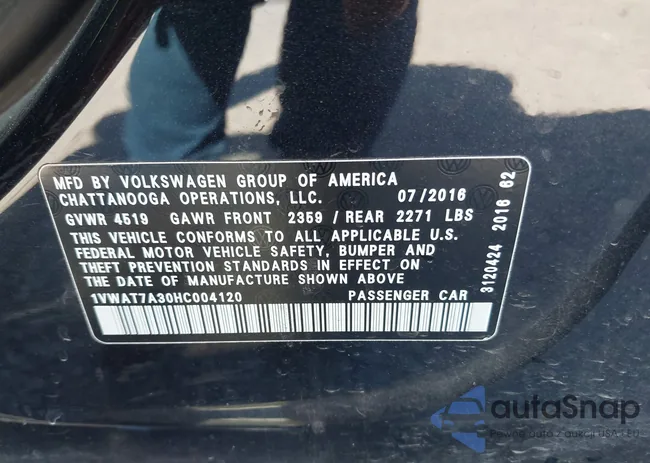 MFD BY VOLKSWAGEN GROUP OF AMERICA
CHATTANOOGA OPERATIONS, LLC. 07/2016
GVWR 4519 GAWR FRONT 2359 / REAR 2271 LBS
THIS VEHICLE CONFORMS TO ALL APPLICABLE U.S.
FEDERAL MOTOR VEHICLE SAFETY, BUMPER AND
THEFT PREVENTION STANDARDS IN EFFECT ON
THE DATE OF MANUFACTURE SHOWN ABOVE.
1VWAT7A30HC004120 PASSENGER CAR
3120424 2016 62
autoSnap